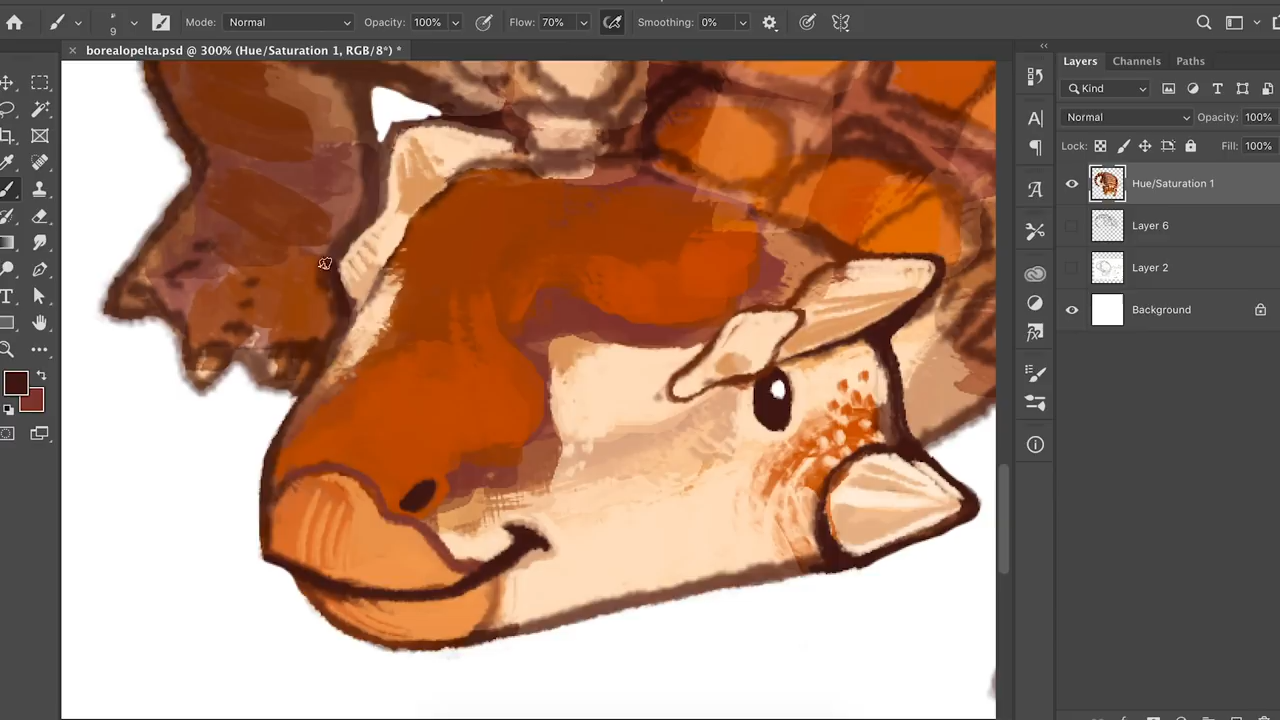 Mode: Normal Opacity: 100% Flow: 70% Smoothing: 0%
9
× borealopelta.psd @ 300% (Hue/Saturation 1, RGB/8*) *
Layers Channels Paths
Kind
Normal Opacity: 100%
Lock: Fill: 100%
Hue/Saturation 1
Layer 6
Layer 2
Background